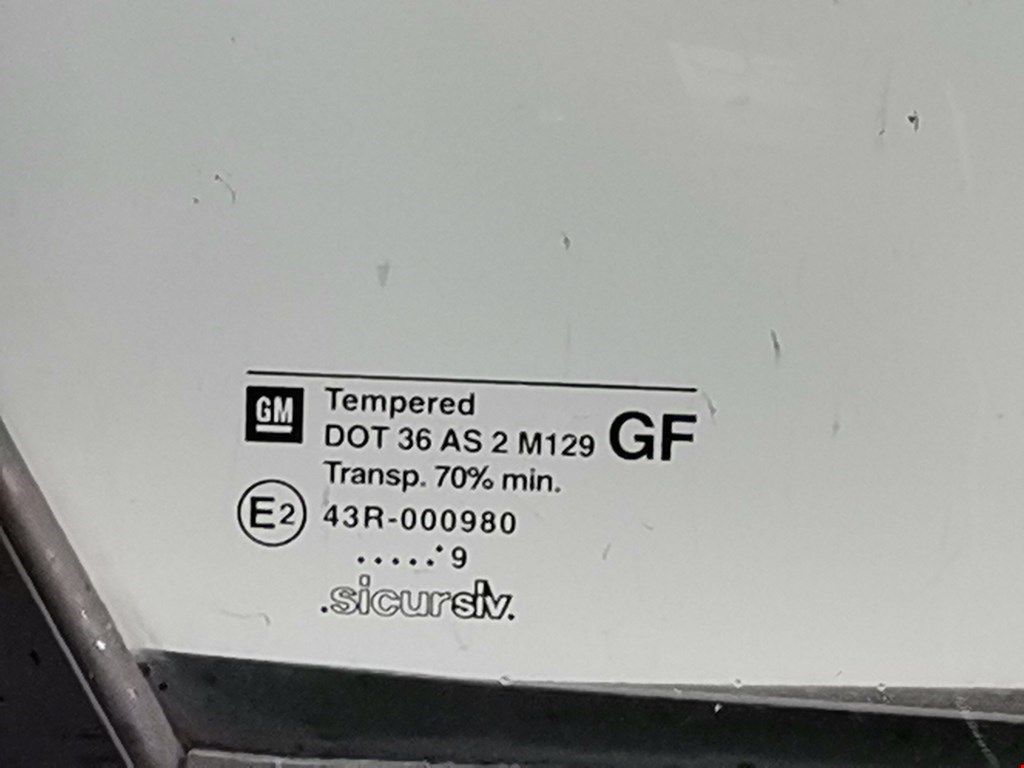 GM Tempered
DOT 36 AS 2 M129 GF
Transp. 70% min.
E2 43R-000980
.....· 9
.sicursiv.